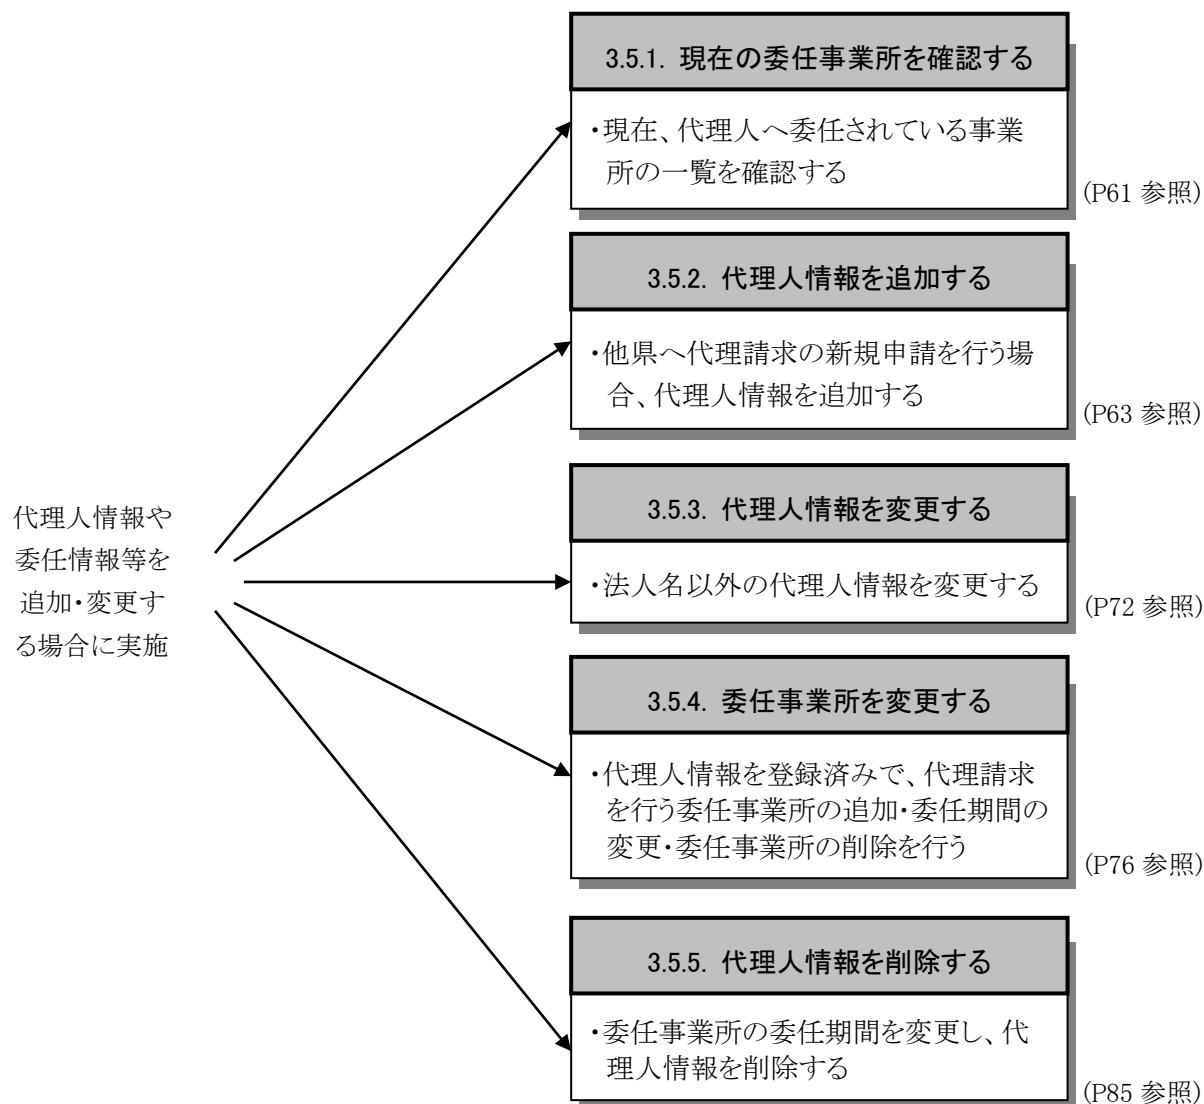 3.5.1. 現在の委任事業所を確認する
・現在、代理人へ委任されている事業
所の一覧を確認する
(P61 参照)
3.5.2. 代理人情報を追加する
・他県へ代理請求の新規申請を行う場
合、代理人情報を追加する
(P63 参照)
代理人情報や
委任情報等を
追加・変更す
る場合に実施
3.5.3. 代理人情報を変更する
・法人名以外の代理人情報を変更する
(P72 参照)
3.5.4. 委任事業所を変更する
・代理人情報を登録済みで、代理請求
を行う委任事業所の追加・委任期間の
変更・委任事業所の削除を行う
(P76 参照)
3.5.5. 代理人情報を削除する
・委任事業所の委任期間を変更し、代
理人情報を削除する
(P85 参照)